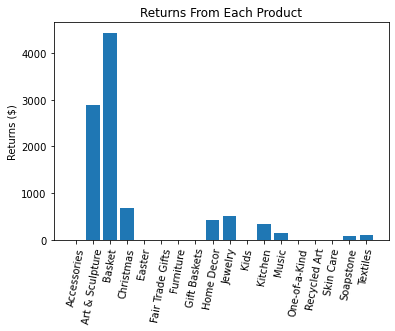 Returns From Each Product
Returns ($)
4000
3000
2000
1000
0
Accessories
Art & Sculpture
Basket
Christmas
Easter
Fair Trade Gifts
Furniture
Gift Baskets
Home Decor
Jewelry
Kids
Kitchen
Music
One-of-a-Kind
Recycled Art
Skin Care
Soapstone
Textiles